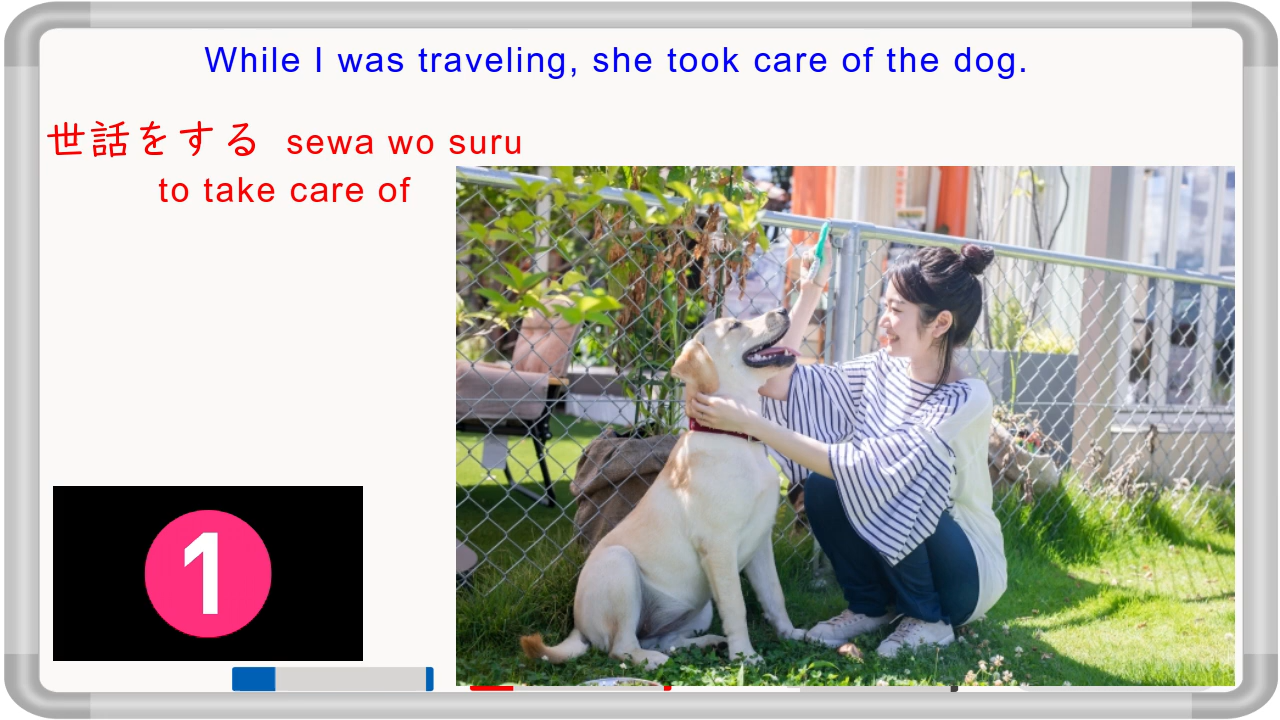 While I was traveling, she took care of the dog.
世話をする sewa wo suru
to take care of
1